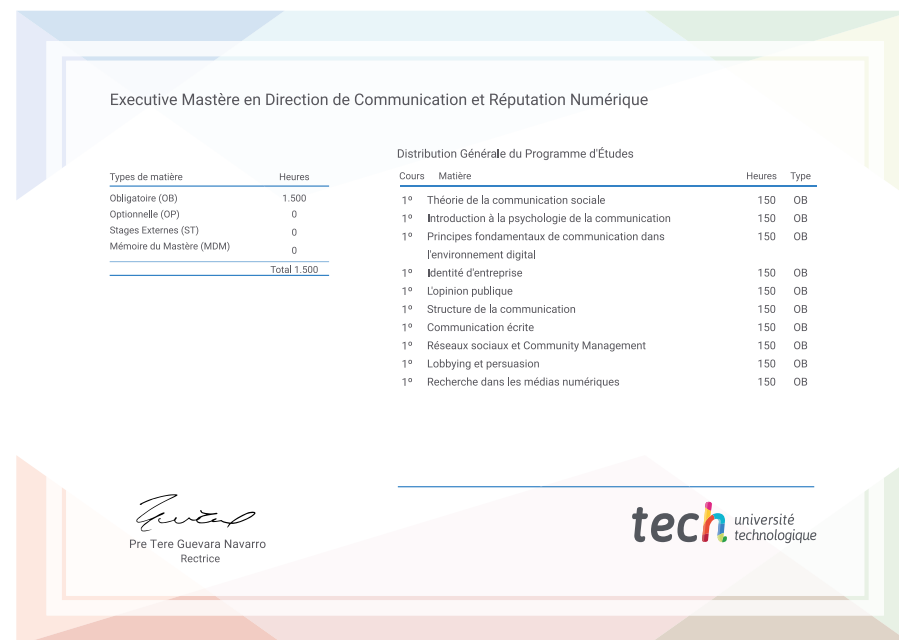 Executive Mastère en Direction de Communication et Réputation Numérique
Types de matière Heures
Obligatoire (OB) 1.500
Optionnelle (OP) 0
Stages Externes (ST) 0
Mémoire du Mastère (MDM) 0
Total 1.500
Distribution Générale du Programme d'Études
Cours Matière Heures Type
1º Théorie de la communication sociale 150 OB
1º Introduction à la psychologie de la communication 150 OB
1º Principes fondamentaux de communication dans 150 OB
l'environnement digital
1º Identité d'entreprise 150 OB
1º L'opinion publique 150 OB
1º Structure de la communication 150 OB
1º Communication écrite 150 OB
1º Réseaux sociaux et Community Management 150 OB
1º Lobbying et persuasion 150 OB
1º Recherche dans les médias numériques 150 OB
Pre Tere Guevara Navarro
Rectrice
tech université
technologique